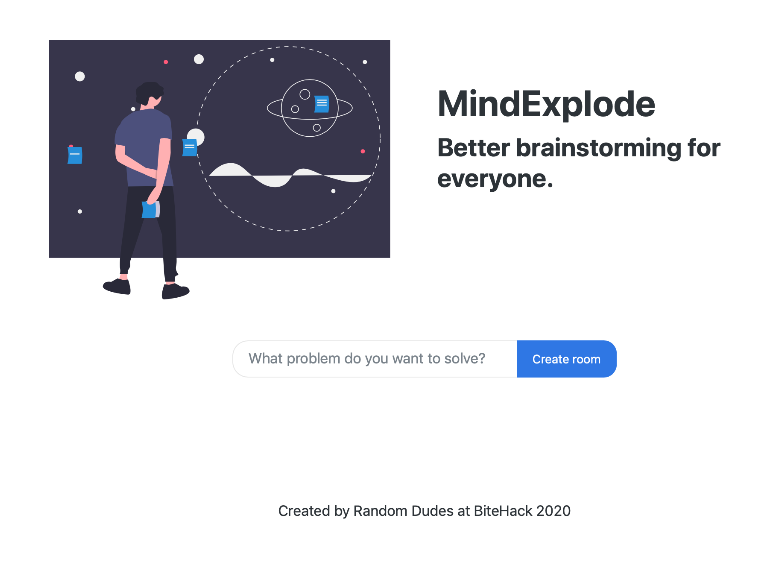 MindExplode
Better brainstorming for
everyone.
What problem do you want to solve?
Create room
Created by Random Dudes at BiteHack 2020